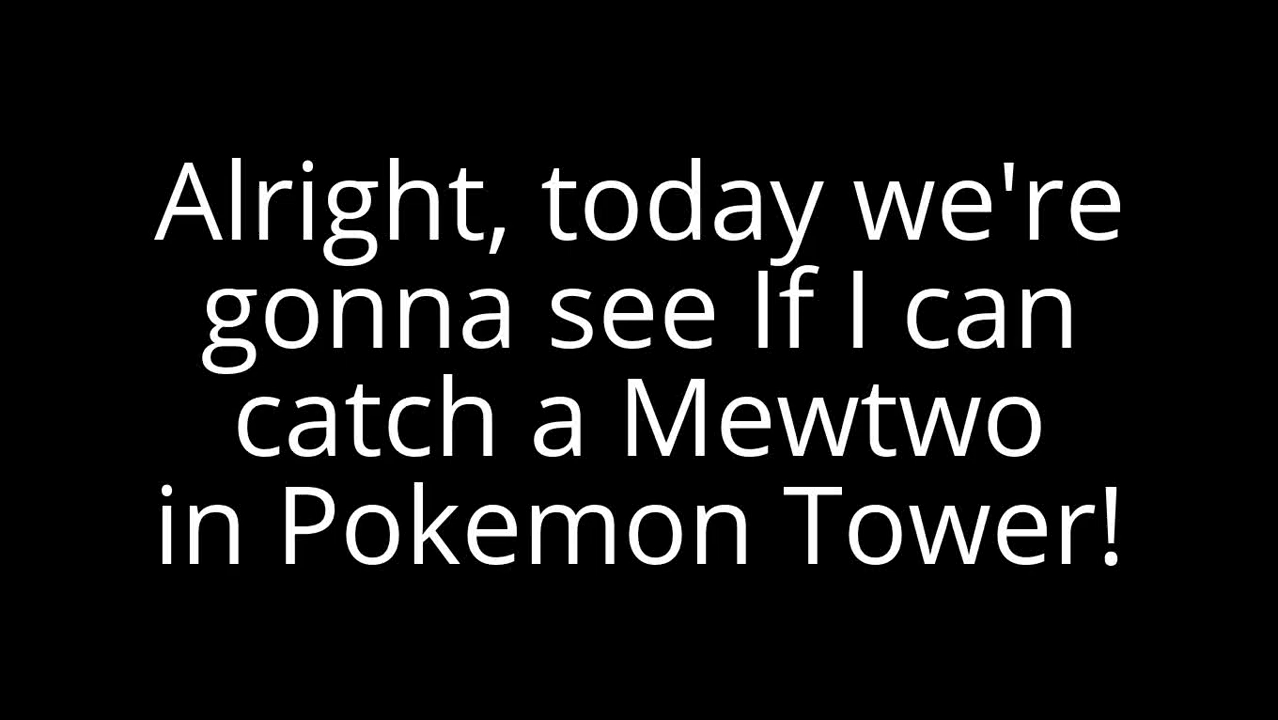 Alright, today we're
gonna see If I can
catch a Mewtwo
in Pokemon Tower!